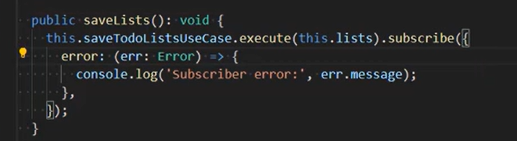 public saveLists(): void {
this.saveTodoListsUseCase.execute(this.lists).subscribe({
error: (err: Error) => {
console.log('Subscriber error:', err.message);
},
});
}